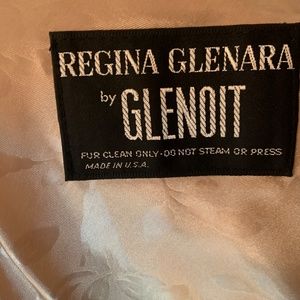 REGINA GLENARA
by
GLENOIT
FUR CLEAN ONLY-DO NOT STEAM OR PRESS
MADE IN U.S.A.